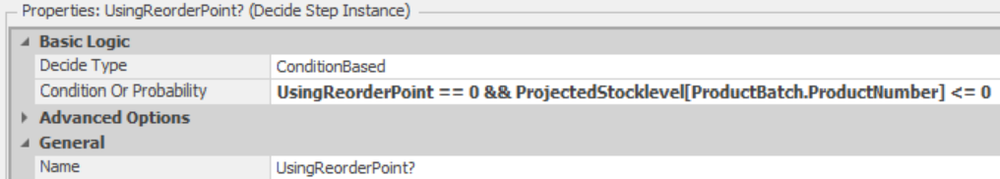 Properties: UsingReorderPoint? (Decide Step Instance)
Basic Logic
Decide Type ConditionBased
Condition Or Probability UsingReorderPoint == 0 && ProjectedStocklevel[ProductBatch.ProductNumber] <= 0
Advanced Options
General
Name UsingReorderPoint?